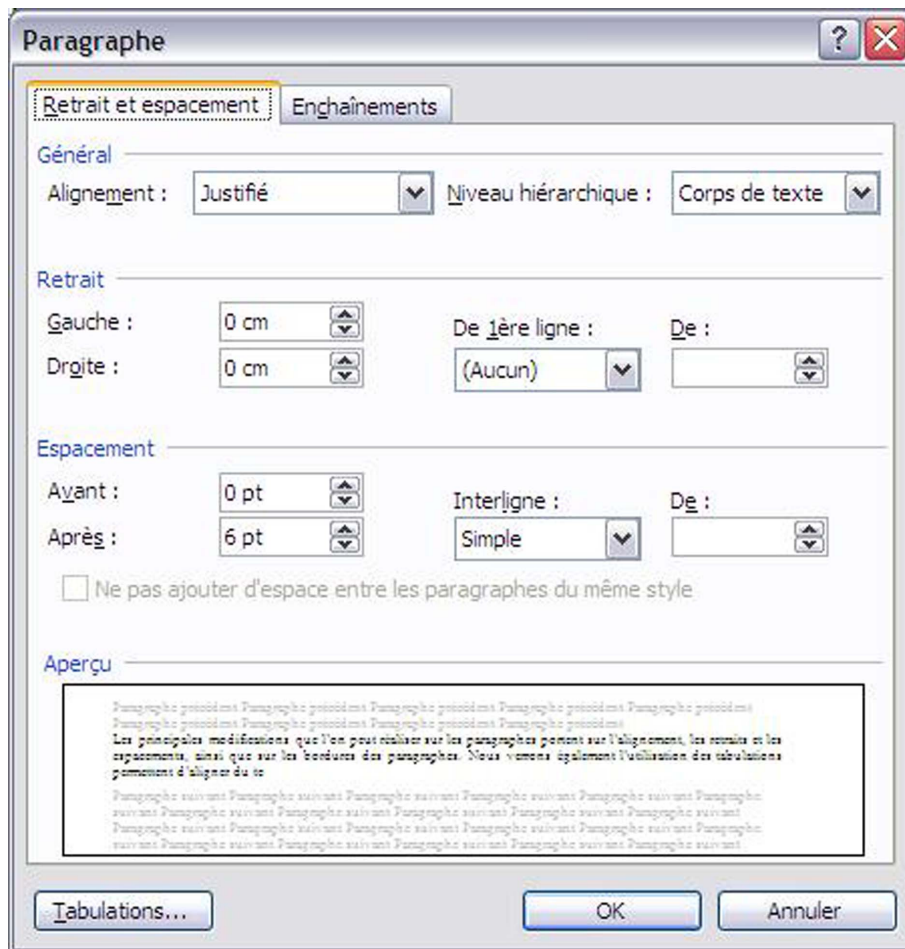 Paragraphe
Retrait et espacement Enchaînements
Général
Alignement : Justifié Niveau hiérarchique : Corps de texte
Retrait
Gauche : 0 cm De 1ère ligne : De :
Droite : 0 cm (Aucun)
Espacement
Avant : 0 pt Interligne : De :
Après : 6 pt Simple
Ne pas ajouter d'espace entre les paragraphes du même style
Aperçu
Paragraphe précédent Paragraphe précédent Paragraphe précédent Paragraphe précédent Paragraphe précédent
Paragraphe précédent Paragraphe précédent Paragraphe précédent Paragraphe précédent
Les principales modifications que l'on peut réaliser sur les paragraphes portent sur l'alignement, les retraits et les
espacements, ainsi que sur les bordures des paragraphes. Nous verrons également l'utilisation des tabulations
permettent d'aligner du te
Paragraphe suivant Paragraphe suivant Paragraphe suivant Paragraphe suivant Paragraphe suivant Paragraphe
suivant Paragraphe suivant Paragraphe suivant Paragraphe suivant Paragraphe suivant Paragraphe suivant
Paragraphe suivant Paragraphe suivant Paragraphe suivant Paragraphe suivant Paragraphe suivant Paragraphe
suivant Paragraphe suivant Paragraphe suivant Paragraphe suivant Paragraphe suivant Paragraphe suivant
Tabulations... OK Annuler